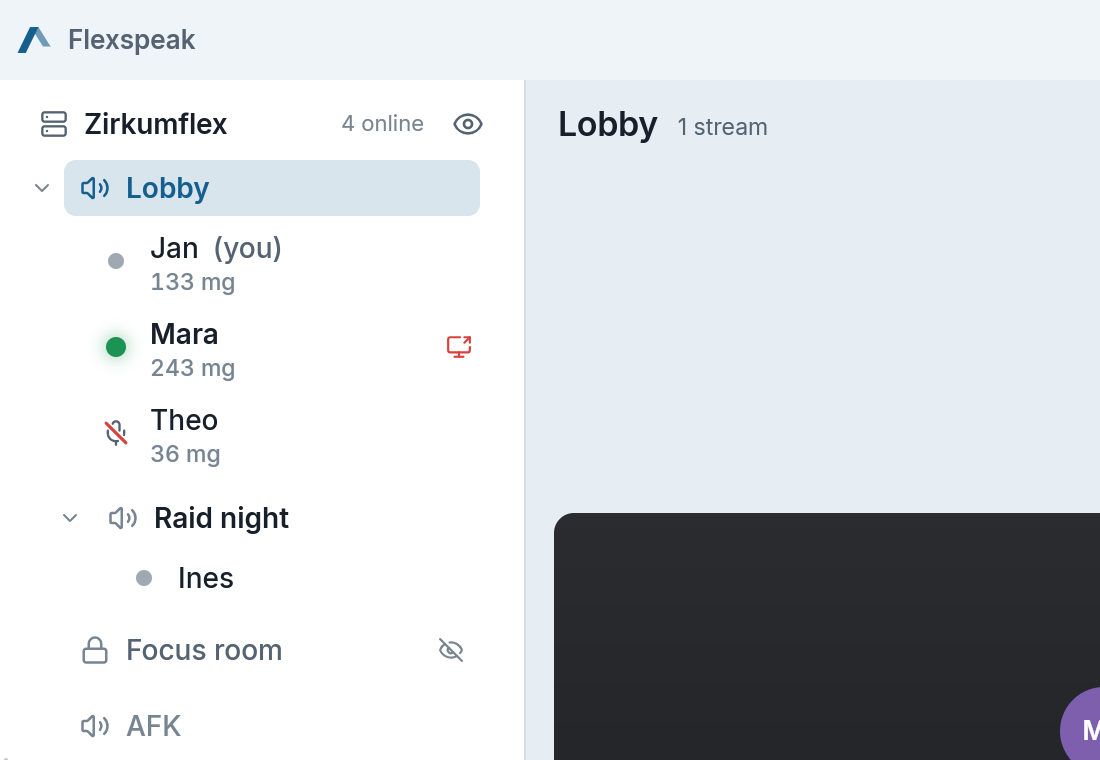 Flexspeak
Zirkumflex 4 online
Lobby
Jan (you)
133 mg
Mara
243 mg
Theo
36 mg
Raid night
Ines
Focus room
AFK
Lobby 1 stream
M